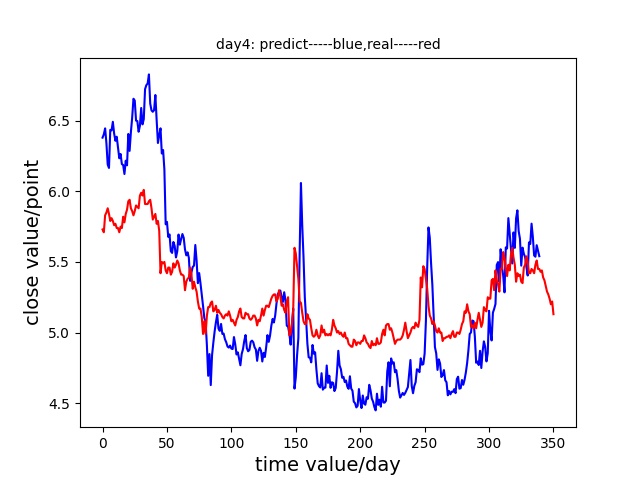 day4: predict-----blue,real-----red
close value/point
6.5
6.0
5.5
5.0
4.5
0 50 100 150 200 250 300 350
time value/day